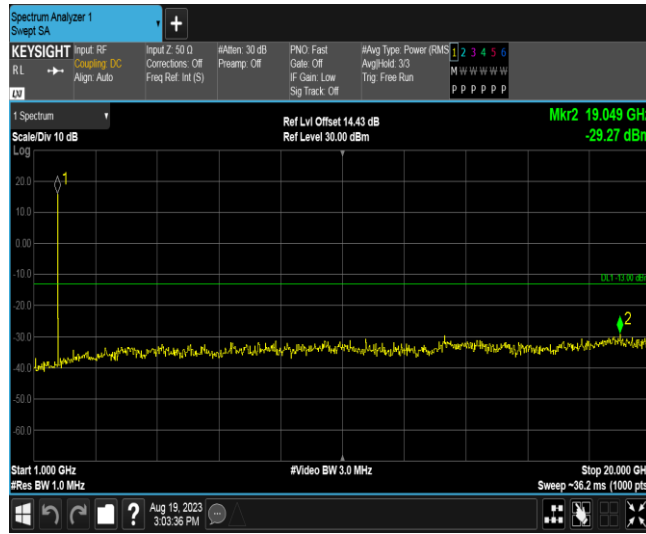 Spectrum Analyzer 1
Swept SA
+
KEYSIGHT
RL
LXI
Input: RF
Coupling: DC
Align: Auto
Input Z: 50 Ω
Corrections: Off
Freq Ref: Int (S)
#Atten: 30 dB
Preamp: Off
PNO: Fast
Gate: Off
IF Gain: Low
Sig Track: Off
#Avg Type: Power (RMS
Avg|Hold: 3/3
Trig: Free Run
1 2 3 4 5 6
M W W W W W
P P P P P P
1 Spectrum
Scale/Div 10 dB
Log
Ref Lvl Offset 14.43 dB
Ref Level 30.00 dBm
Mkr2 19.049 GHz
-29.27 dBm
20.0
10.0
0.00
-10.0
-20.0
-30.0
-40.0
-50.0
-60.0
1
DL1 -13.00 dBm
2
Start 1.000 GHz
#Res BW 1.0 MHz
#Video BW 3.0 MHz
Stop 20.000 GHz
Sweep ~36.2 ms (1000 pts)
?
Aug 19, 2023
3:03:36 PM